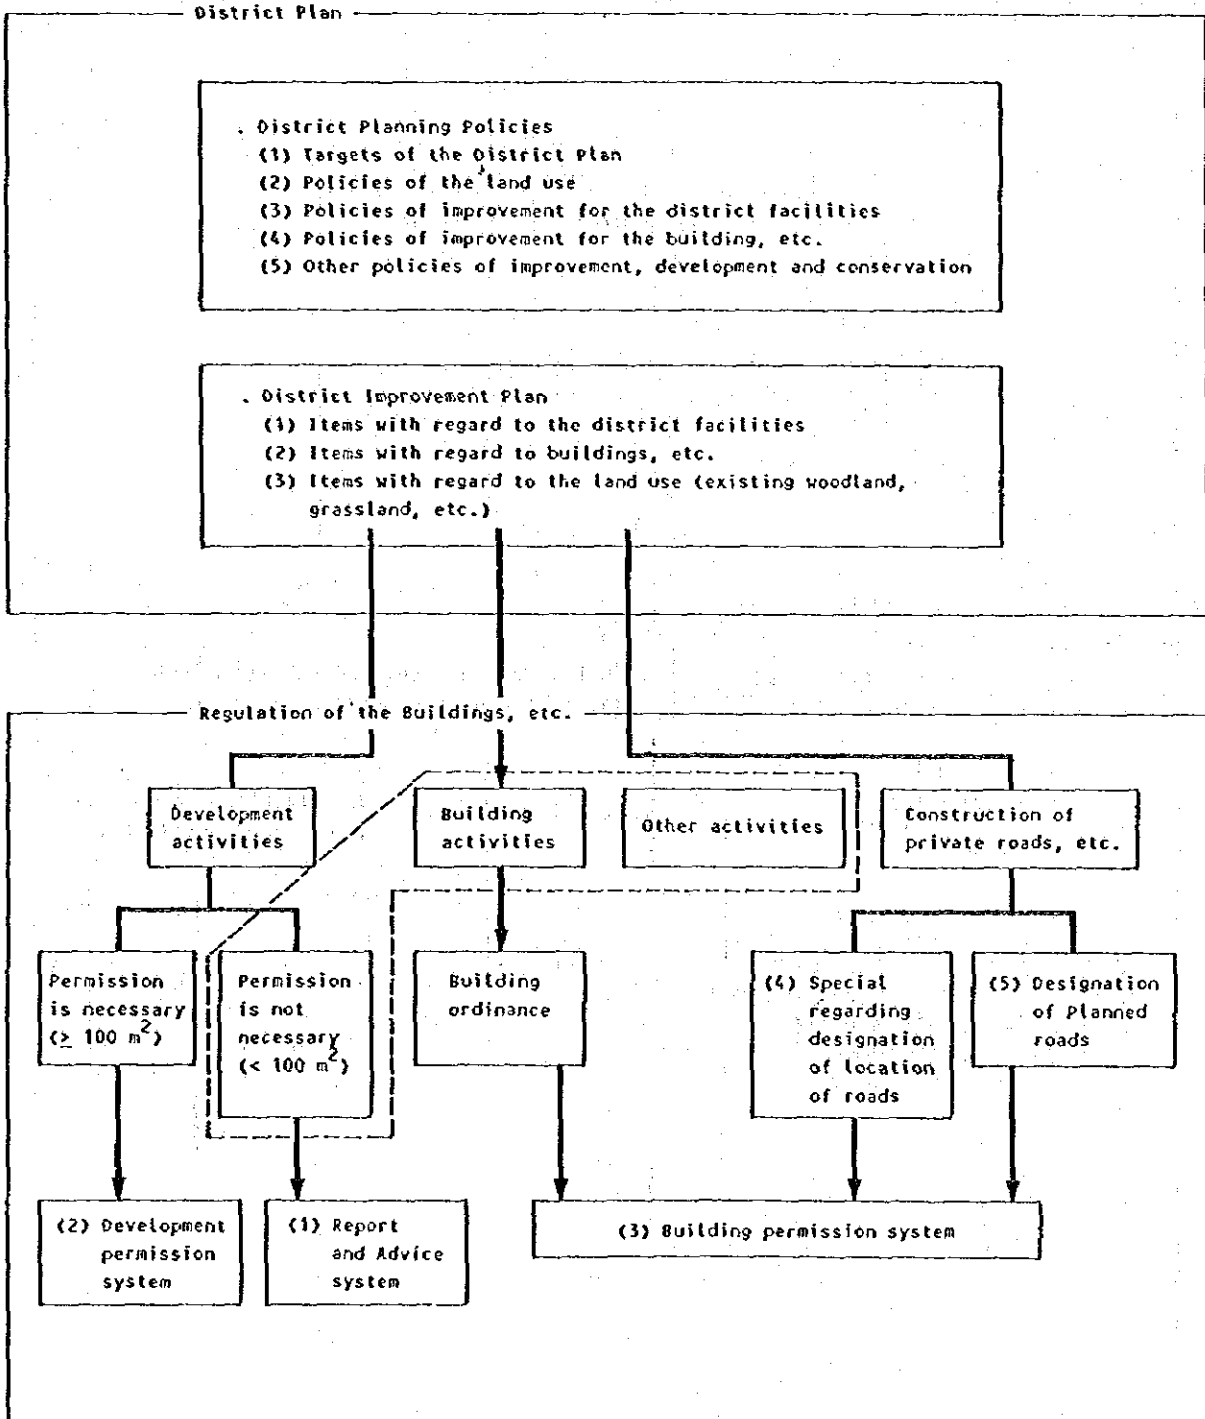 District Plan
. District Planning Policies
(1) Targets of the District Plan
(2) Policies of the land use
(3) Policies of improvement for the district facilities
(4) Policies of improvement for the building, etc.
(5) Other policies of improvement, development and conservation
. District Improvement Plan
(1) Items with regard to the district facilities
(2) Items with regard to buildings, etc.
(3) Items with regard to the land use (existing woodland,
grassland, etc.)
Regulation of the Buildings, etc.
Development
activities
Building
activities
Other activities
Construction of
private roads, etc.
Permission
is necessary
(≥ 100 m²)
Permission
is not
necessary
(< 100 m²)
Building
ordinance
(4) Special
regarding
designation
of location
of roads
(5) Designation
of Planned
roads
(2) Development
permission
system
(1) Report
and Advice
system
(3) Building permission system